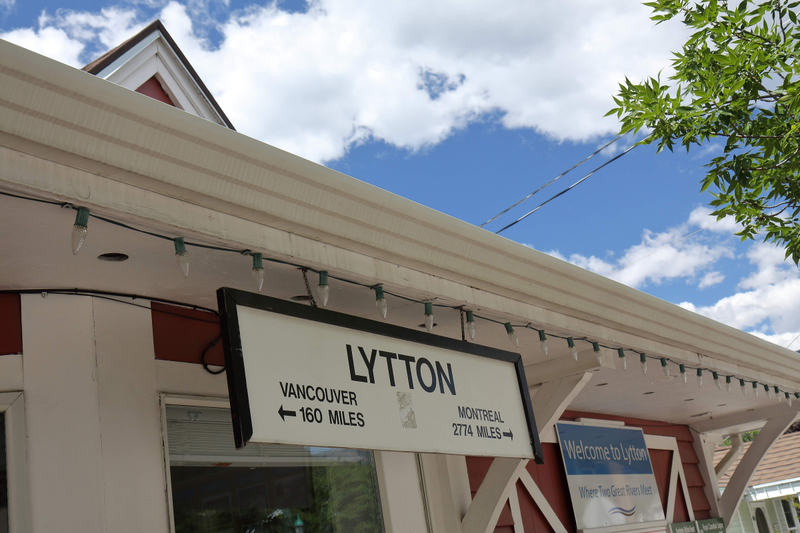 LYTTON
VANCOUVER
←160 MILES
MONTREAL
2774 MILES→
Welcome to Lytton
Where Two Great Rivers Meet